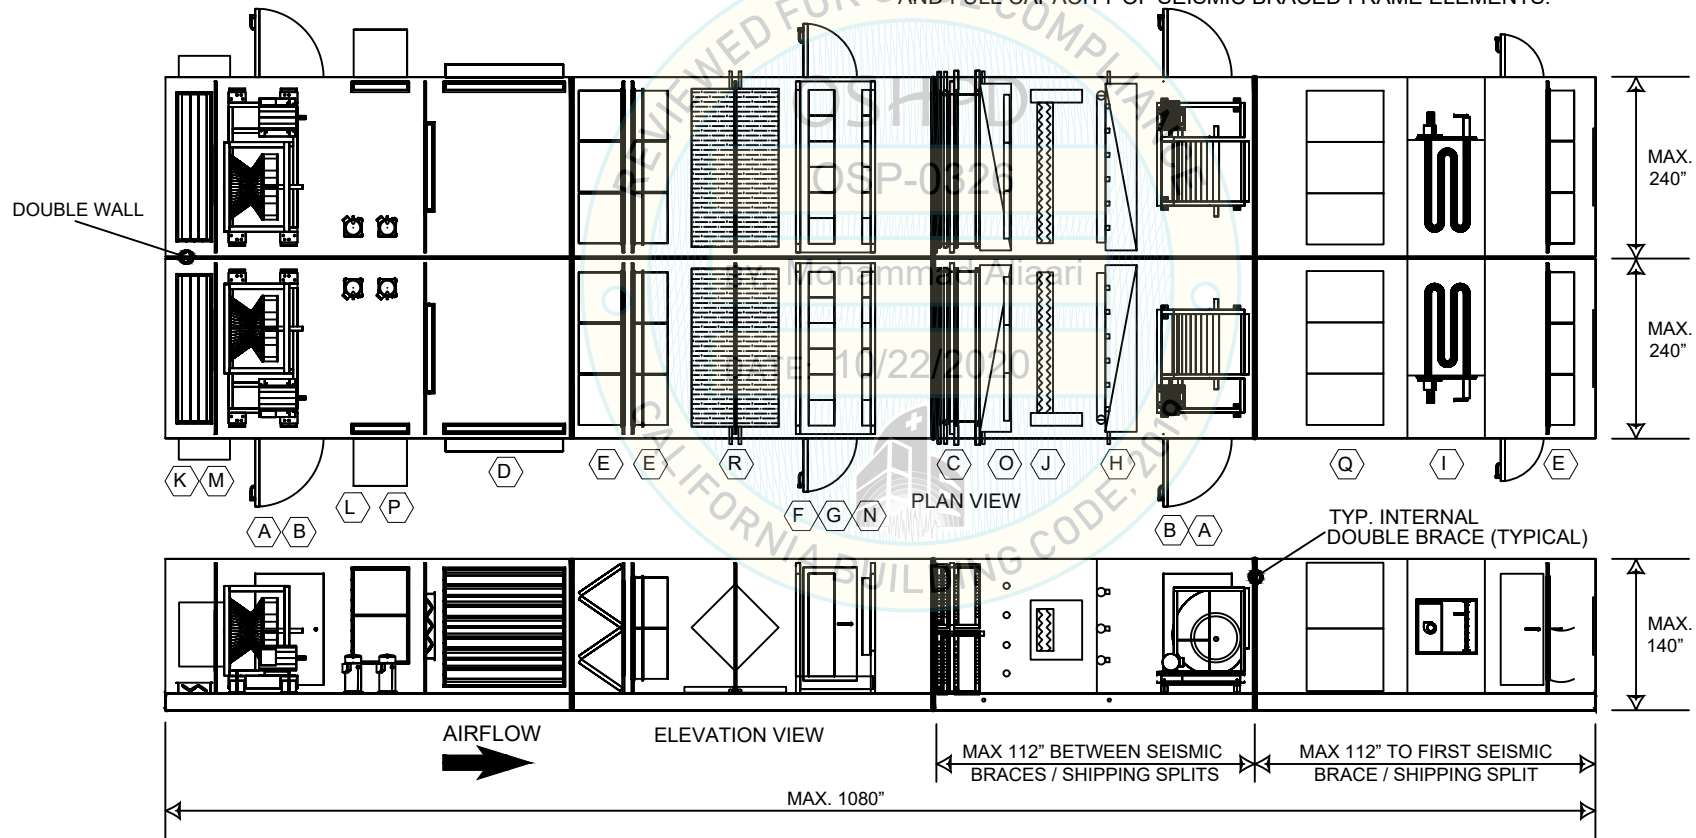 AND FULL CAPACITY OF SEISMIC BRACED FRAME ELEMENTS.
REVIEWED FOR CODE COMPLIANCE
OSHPD
OSP-0326
DOUBLE WALL
MAX.
240"
by: Mohammad Aliaari
MAX.
240"
DATE: 10/22/2020
CALIFORNIA BUILDING CODE, 2019
K M A B L P D E E R F G N C O J H B A Q I E
PLAN VIEW
TYP. INTERNAL
DOUBLE BRACE (TYPICAL)
MAX.
140"
AIRFLOW
ELEVATION VIEW
MAX 112” BETWEEN SEISMIC
BRACES / SHIPPING SPLITS
MAX 112” TO FIRST SEISMIC
BRACE / SHIPPING SPLIT
MAX. 1080”